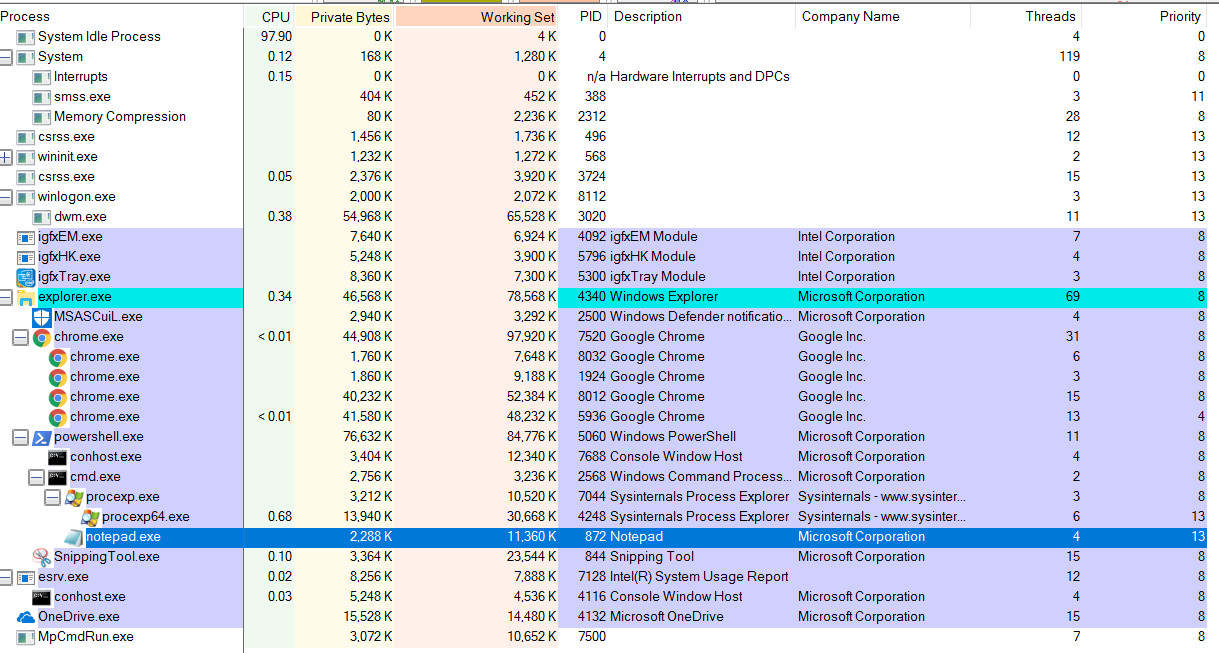 Process CPU Private Bytes Working Set PID Description Company Name Threads Priority
System Idle Process 97.90 0 K 4 K 0 4 0
System 0.12 168 K 1,280 K 4 119 8
Interrupts 0.15 0 K 0 K n/a Hardware Interrupts and DPCs 0 0
smss.exe 404 K 452 K 388 3 11
Memory Compression 80 K 2,236 K 2312 28 8
csrss.exe 1,456 K 1,736 K 496 12 13
wininit.exe 1,232 K 1,272 K 568 2 13
csrss.exe 0.05 2,376 K 3,920 K 3724 15 13
winlogon.exe 2,000 K 2,072 K 8112 3 13
dwm.exe 0.38 54,968 K 65,528 K 3020 11 13
igfxEM.exe 7,640 K 6,924 K 4092 igfxEM Module Intel Corporation 7 8
igfxHK.exe 5,248 K 3,900 K 5796 igfxHK Module Intel Corporation 4 8
igfxTray.exe 8,360 K 7,300 K 5300 igfxTray Module Intel Corporation 3 8
explorer.exe 0.34 46,568 K 78,568 K 4340 Windows Explorer Microsoft Corporation 69 8
MSASCuiL.exe 2,940 K 3,292 K 2500 Windows Defender notificatio... Microsoft Corporation 4 8
chrome.exe < 0.01 44,908 K 97,920 K 7520 Google Chrome Google Inc. 31 8
chrome.exe 1,760 K 7,648 K 8032 Google Chrome Google Inc. 6 8
chrome.exe 1,860 K 9,188 K 1924 Google Chrome Google Inc. 3 8
chrome.exe 40,232 K 52,384 K 8012 Google Chrome Google Inc. 15 8
chrome.exe < 0.01 41,580 K 48,232 K 5936 Google Chrome Google Inc. 13 4
powershell.exe 76,632 K 84,776 K 5060 Windows PowerShell Microsoft Corporation 11 8
conhost.exe 3,404 K 12,340 K 7688 Console Window Host Microsoft Corporation 4 8
cmd.exe 2,756 K 3,236 K 2568 Windows Command Process... Microsoft Corporation 2 8
procexp.exe 3,212 K 10,520 K 7044 Sysinternals Process Explorer Sysinternals - www.sysinter... 3 8
procexp64.exe 0.68 13,940 K 30,668 K 4248 Sysinternals Process Explorer Sysinternals - www.sysinter... 6 13
notepad.exe 2,288 K 11,360 K 872 Notepad Microsoft Corporation 4 13
SnippingTool.exe 0.10 3,364 K 23,544 K 844 Snipping Tool Microsoft Corporation 15 8
esrv.exe 0.02 8,256 K 7,888 K 7128 Intel(R) System Usage Report 12 8
conhost.exe 0.03 5,248 K 4,536 K 4116 Console Window Host Microsoft Corporation 4 8
OneDrive.exe 15,528 K 14,480 K 4132 Microsoft OneDrive Microsoft Corporation 15 8
MpCmdRun.exe 3,072 K 10,652 K 7500 7 8